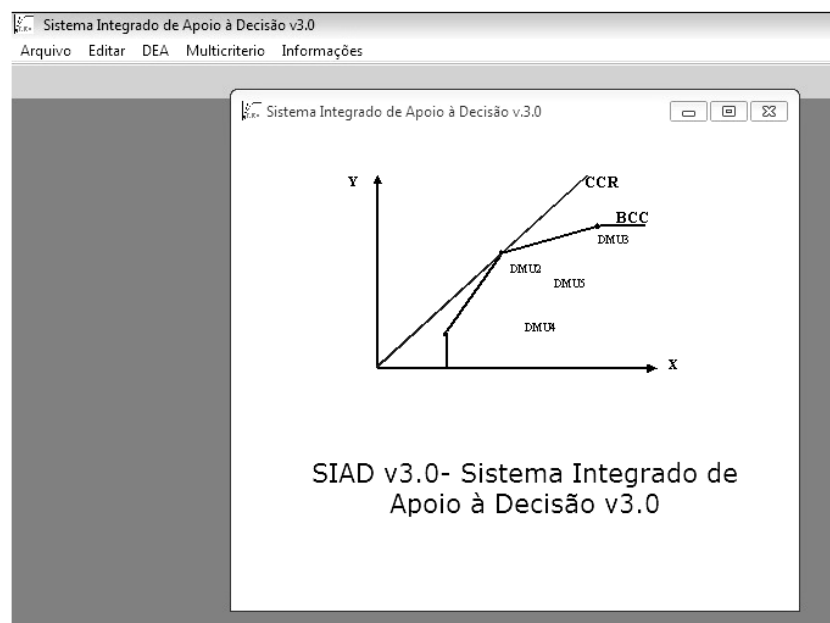 Sistema Integrado de Apoio à Decisão v3.0
Arquivo Editar DEA Multicriterio Informações
Sistema Integrado de Apoio à Decisão v.3.0
Y
CCR
BCC
DMU3
DMU2
DMU5
DMU4
X
SIAD v3.0- Sistema Integrado de
Apoio à Decisão v3.0